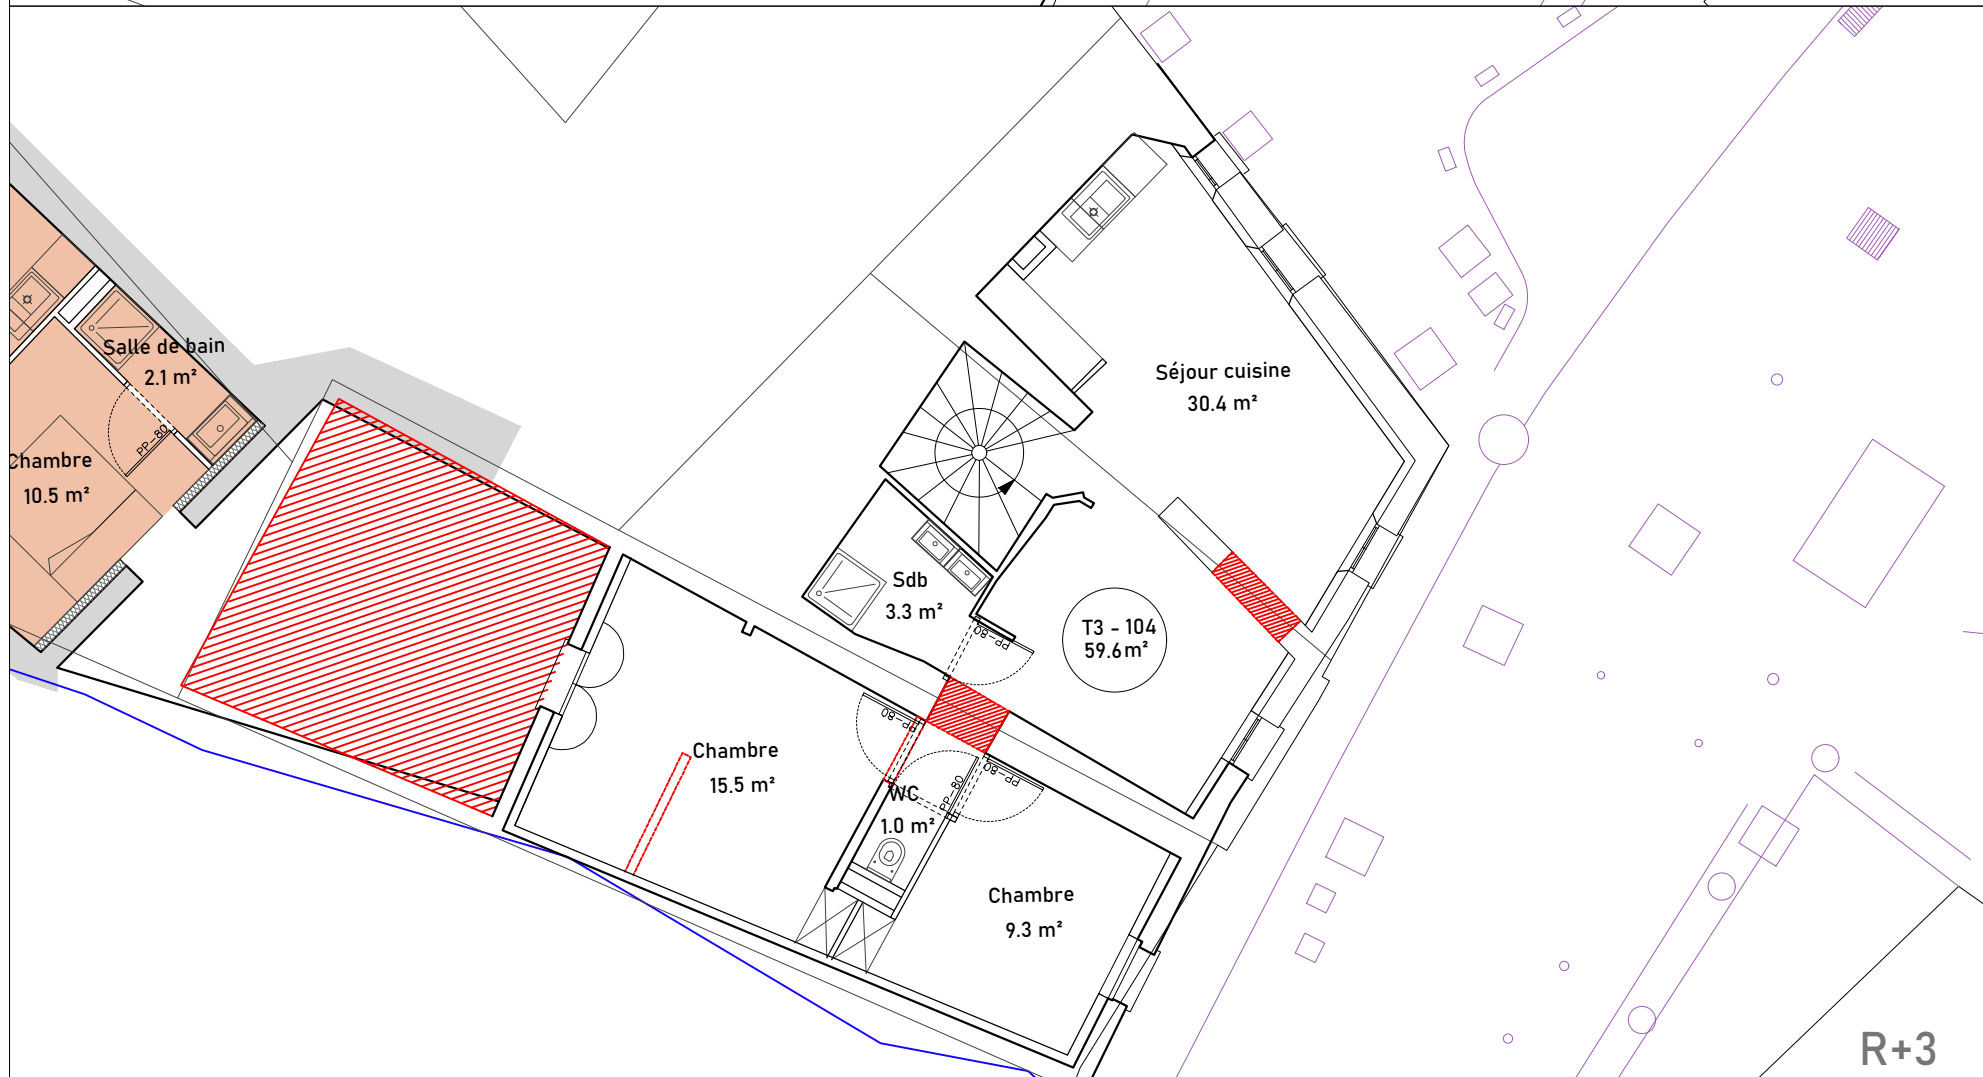 Salle de bain
2.1 m²
PP-80
Chambre
10.5 m²
Séjour cuisine
30.4 m²
Sdb
3.3 m²
PP-80
T3 - 104
59.6m²
PP-80
Chambre
15.5 m²
WC
1.0 m²
PP-80
PP-80
Chambre
9.3 m²
R+3